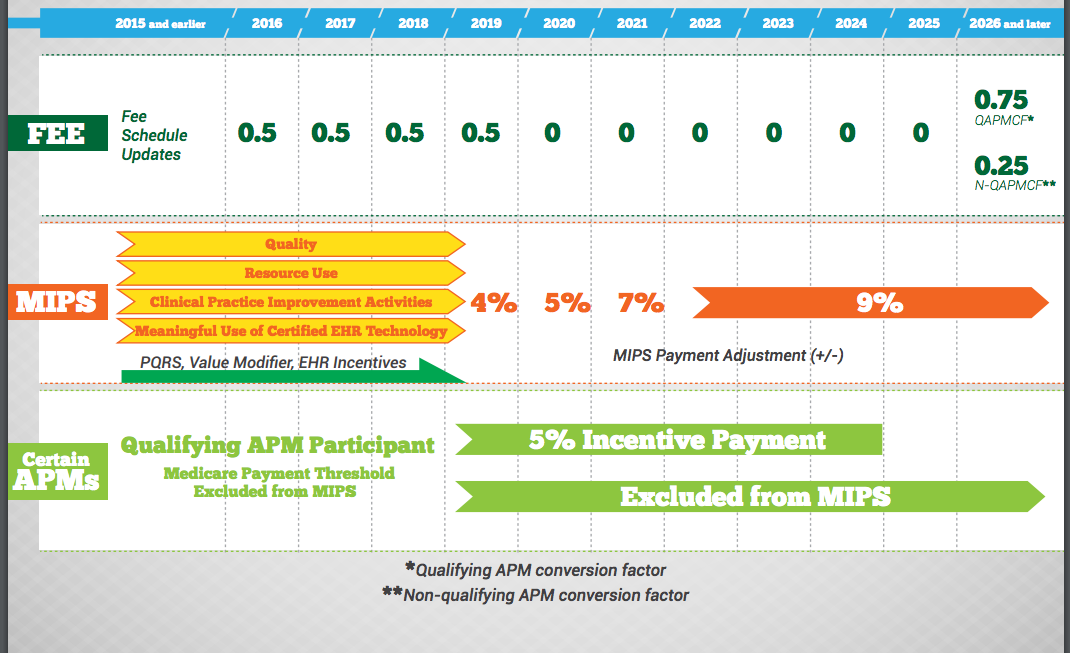 2015 and earlier 2016 2017 2018 2019 2020 2021 2022 2023 2024 2025 2026 and later
FEE
Fee
Schedule
Updates
0.5 0.5 0.5 0.5 0 0 0 0 0 0
0.75
QAPMCF*
0.25
N-QAPMCF**
MIPS
Quality
Resource Use
Clinical Practice Improvement Activities
Meaningful Use of Certified EHR Technology
PQRS, Value Modifier, EHR Incentives
4% 5% 7% 9%
MIPS Payment Adjustment (+/-)
Certain
APMs
Qualifying APM Participant
Medicare Payment Threshold
Excluded from MIPS
5% Incentive Payment
Excluded from MIPS
*Qualifying APM conversion factor
**Non-qualifying APM conversion factor